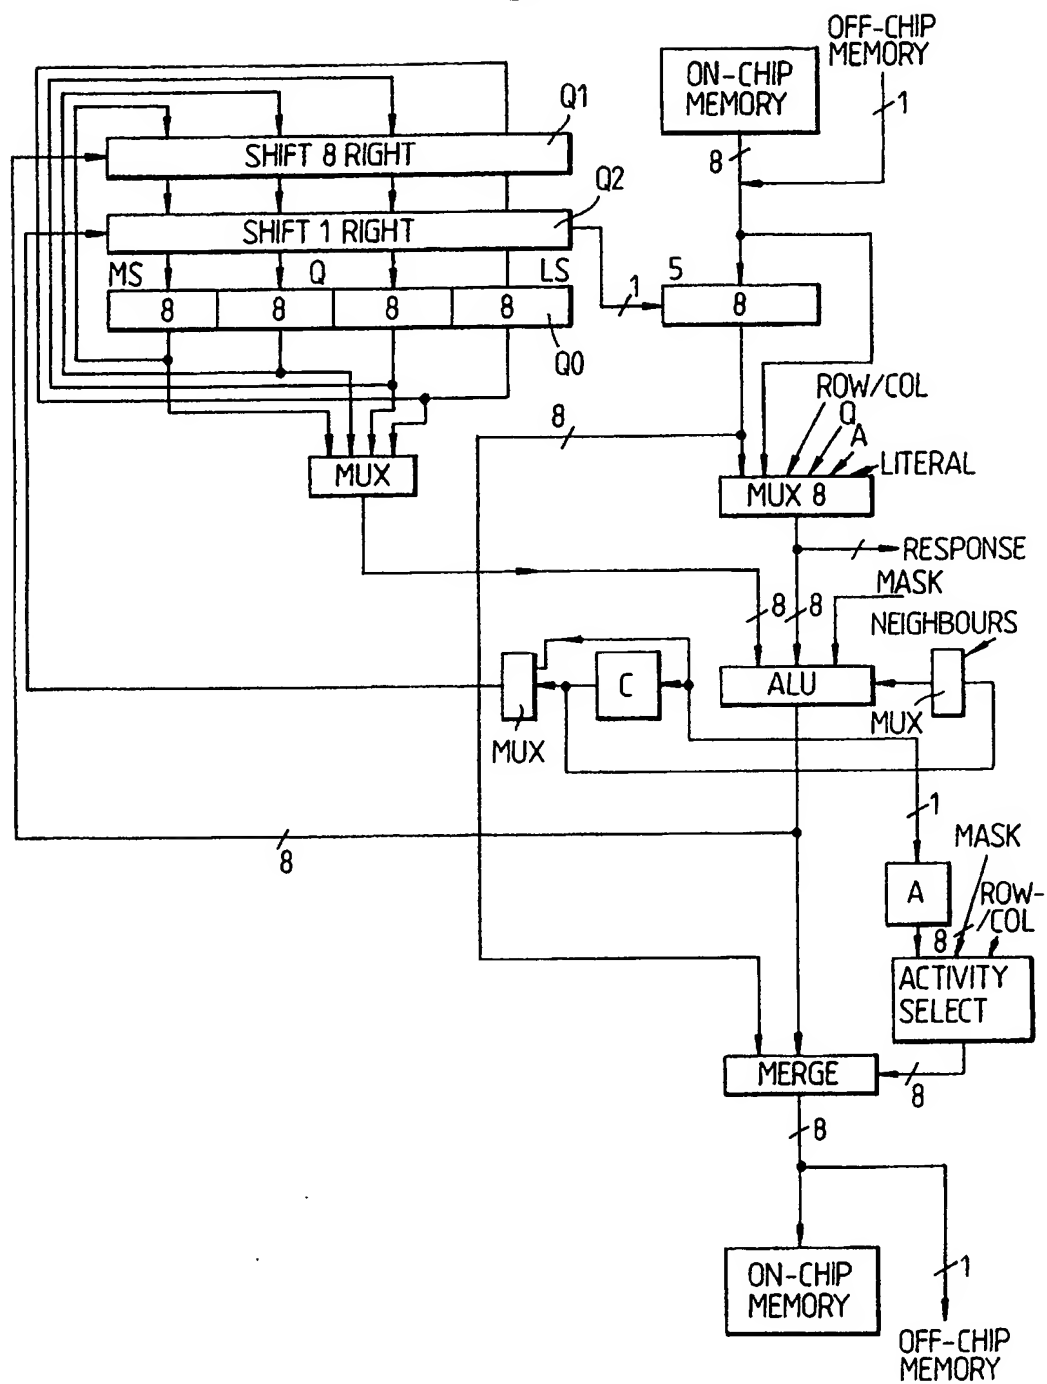 OFF-CHIP
MEMORY
ON-CHIP
MEMORY
1
8
Q1
SHIFT 8 RIGHT
Q2
SHIFT 1 RIGHT
MS
Q
LS
1
5
8
8
8
8
8
Q0
ROW/COL
Q
A
LITERAL
8
MUX
MUX 8
RESPONSE
MASK
8
8
NEIGHBOURS
C
ALU
MUX
MUX
1
8
MASK
A
ROW-
/COL
8
ACTIVITY
SELECT
MERGE
8
8
ON-CHIP
MEMORY
1
OFF-CHIP
MEMORY